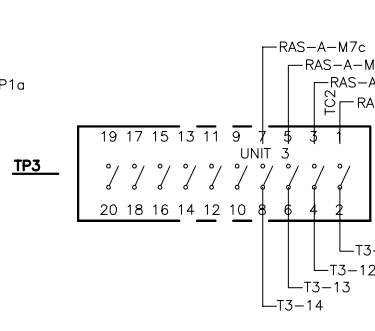 RAS-A-M7c
RAS-A-M
RAS-A
RA
TC2
P1a
19 17 15 13 11 9 7 5 3 1
UNIT 3
TP3
20 18 16 14 12 10 8 6 4 2
T3-
T3-12
T3-13
T3-14